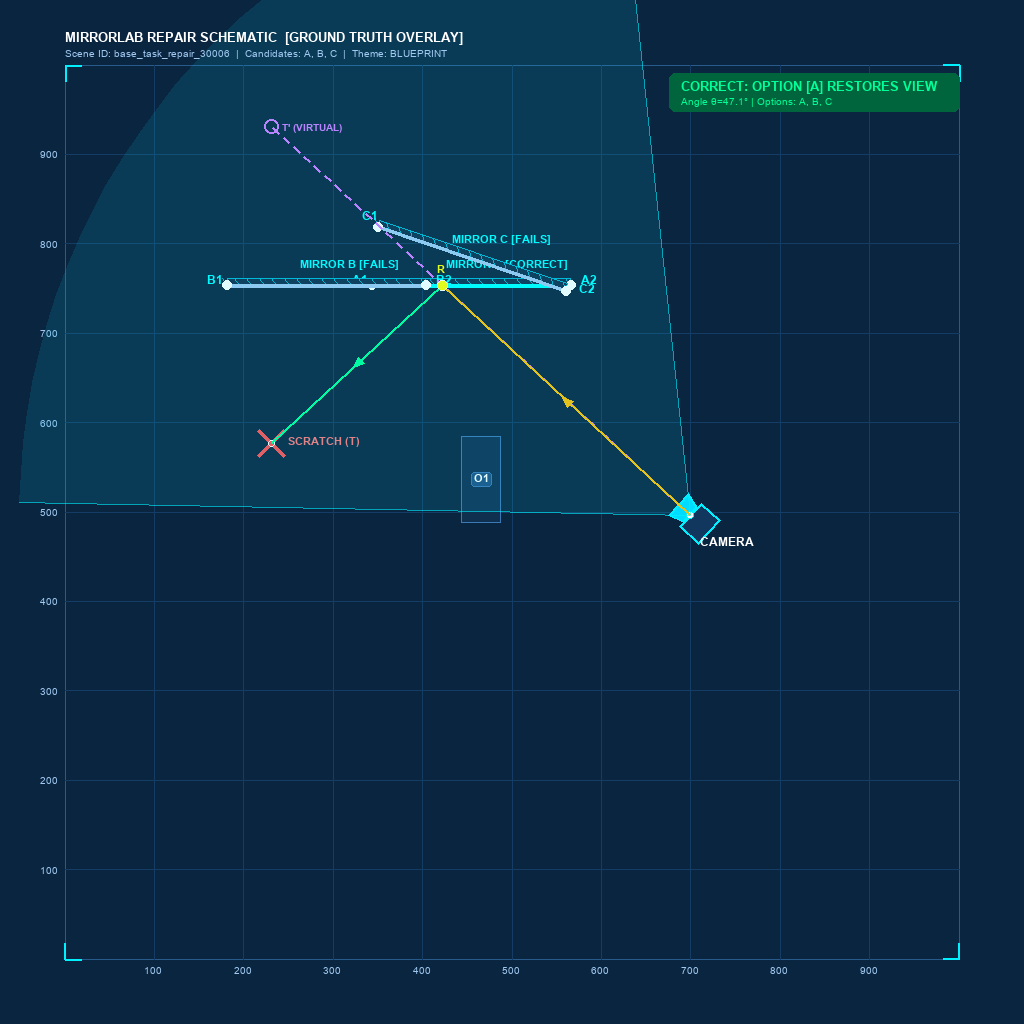 MIRRORLAB REPAIR SCHEMATIC  [GROUND TRUTH OVERLAY]
Scene ID: base_task_repair_30006  |  Candidates: A, B, C  |  Theme: BLUEPRINT
CORRECT: OPTION [A] RESTORES VIEW
Angle θ=47.1° | Options: A, B, C
T' (VIRTUAL)
900
C1
800
MIRROR C [FAILS]
MIRROR B [FAILS]
[CORRECT]
R
B1
A2
C2
700
600
SCRATCH (T)
O1
500
CAMERA
400
300
200
100
100 200 300 400 500 600 700 800 900